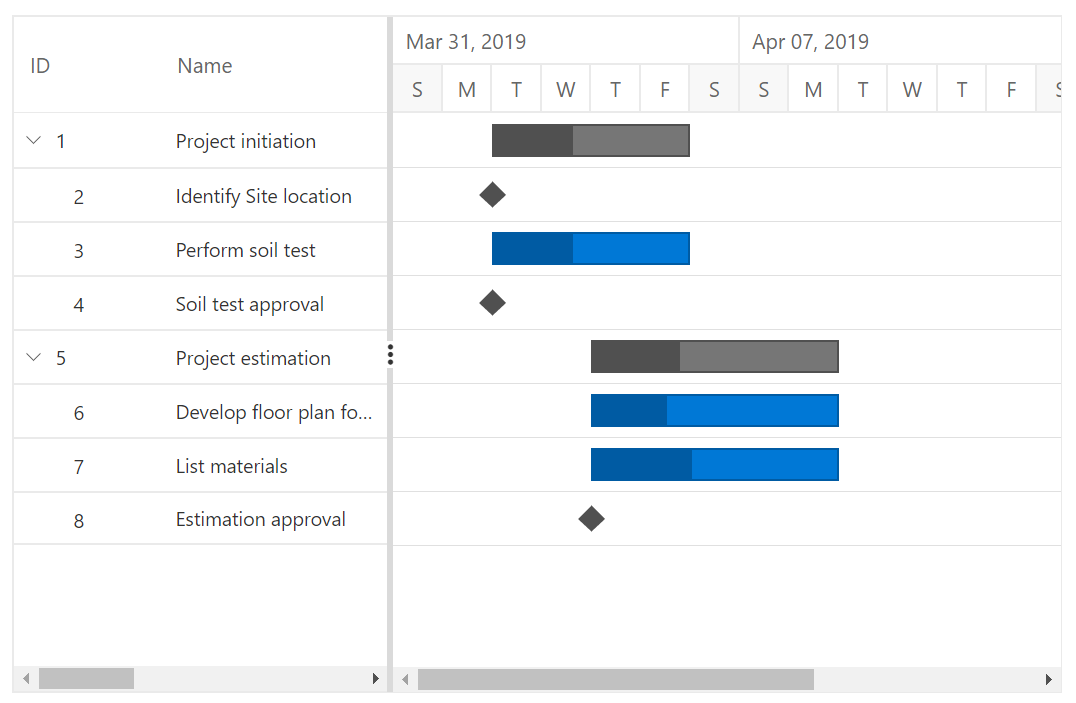 ID Name Mar 31, 2019 Apr 07, 2019
S M T W T F S S M T W T F S
1 Project initiation
2 Identify Site location
3 Perform soil test
4 Soil test approval
5 Project estimation
6 Develop floor plan fo...
7 List materials
8 Estimation approval